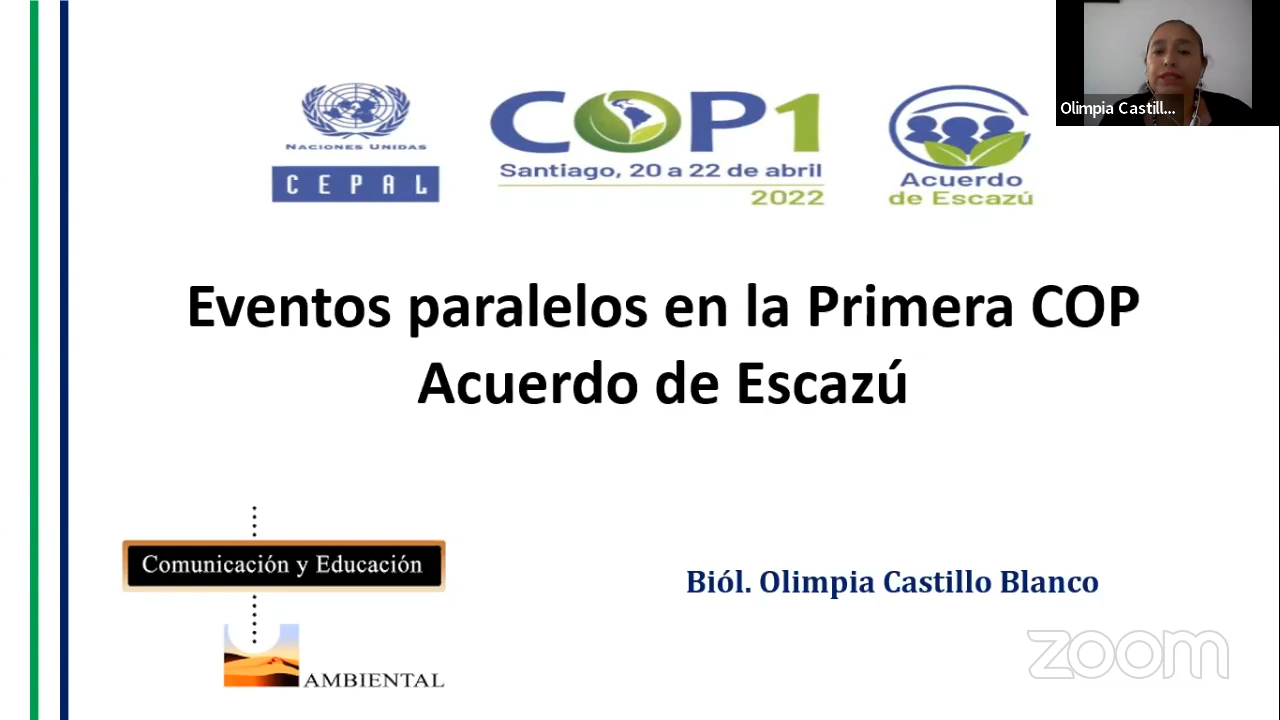 Olimpia Castill...
NACIONES UNIDAS
CEPAL
COP1
Santiago, 20 a 22 de abril
2022
Acuerdo
de Escazú
Eventos paralelos en la Primera COP
Acuerdo de Escazú
Comunicación y Educación
AMBIENTAL
Biól. Olimpia Castillo Blanco
zoom